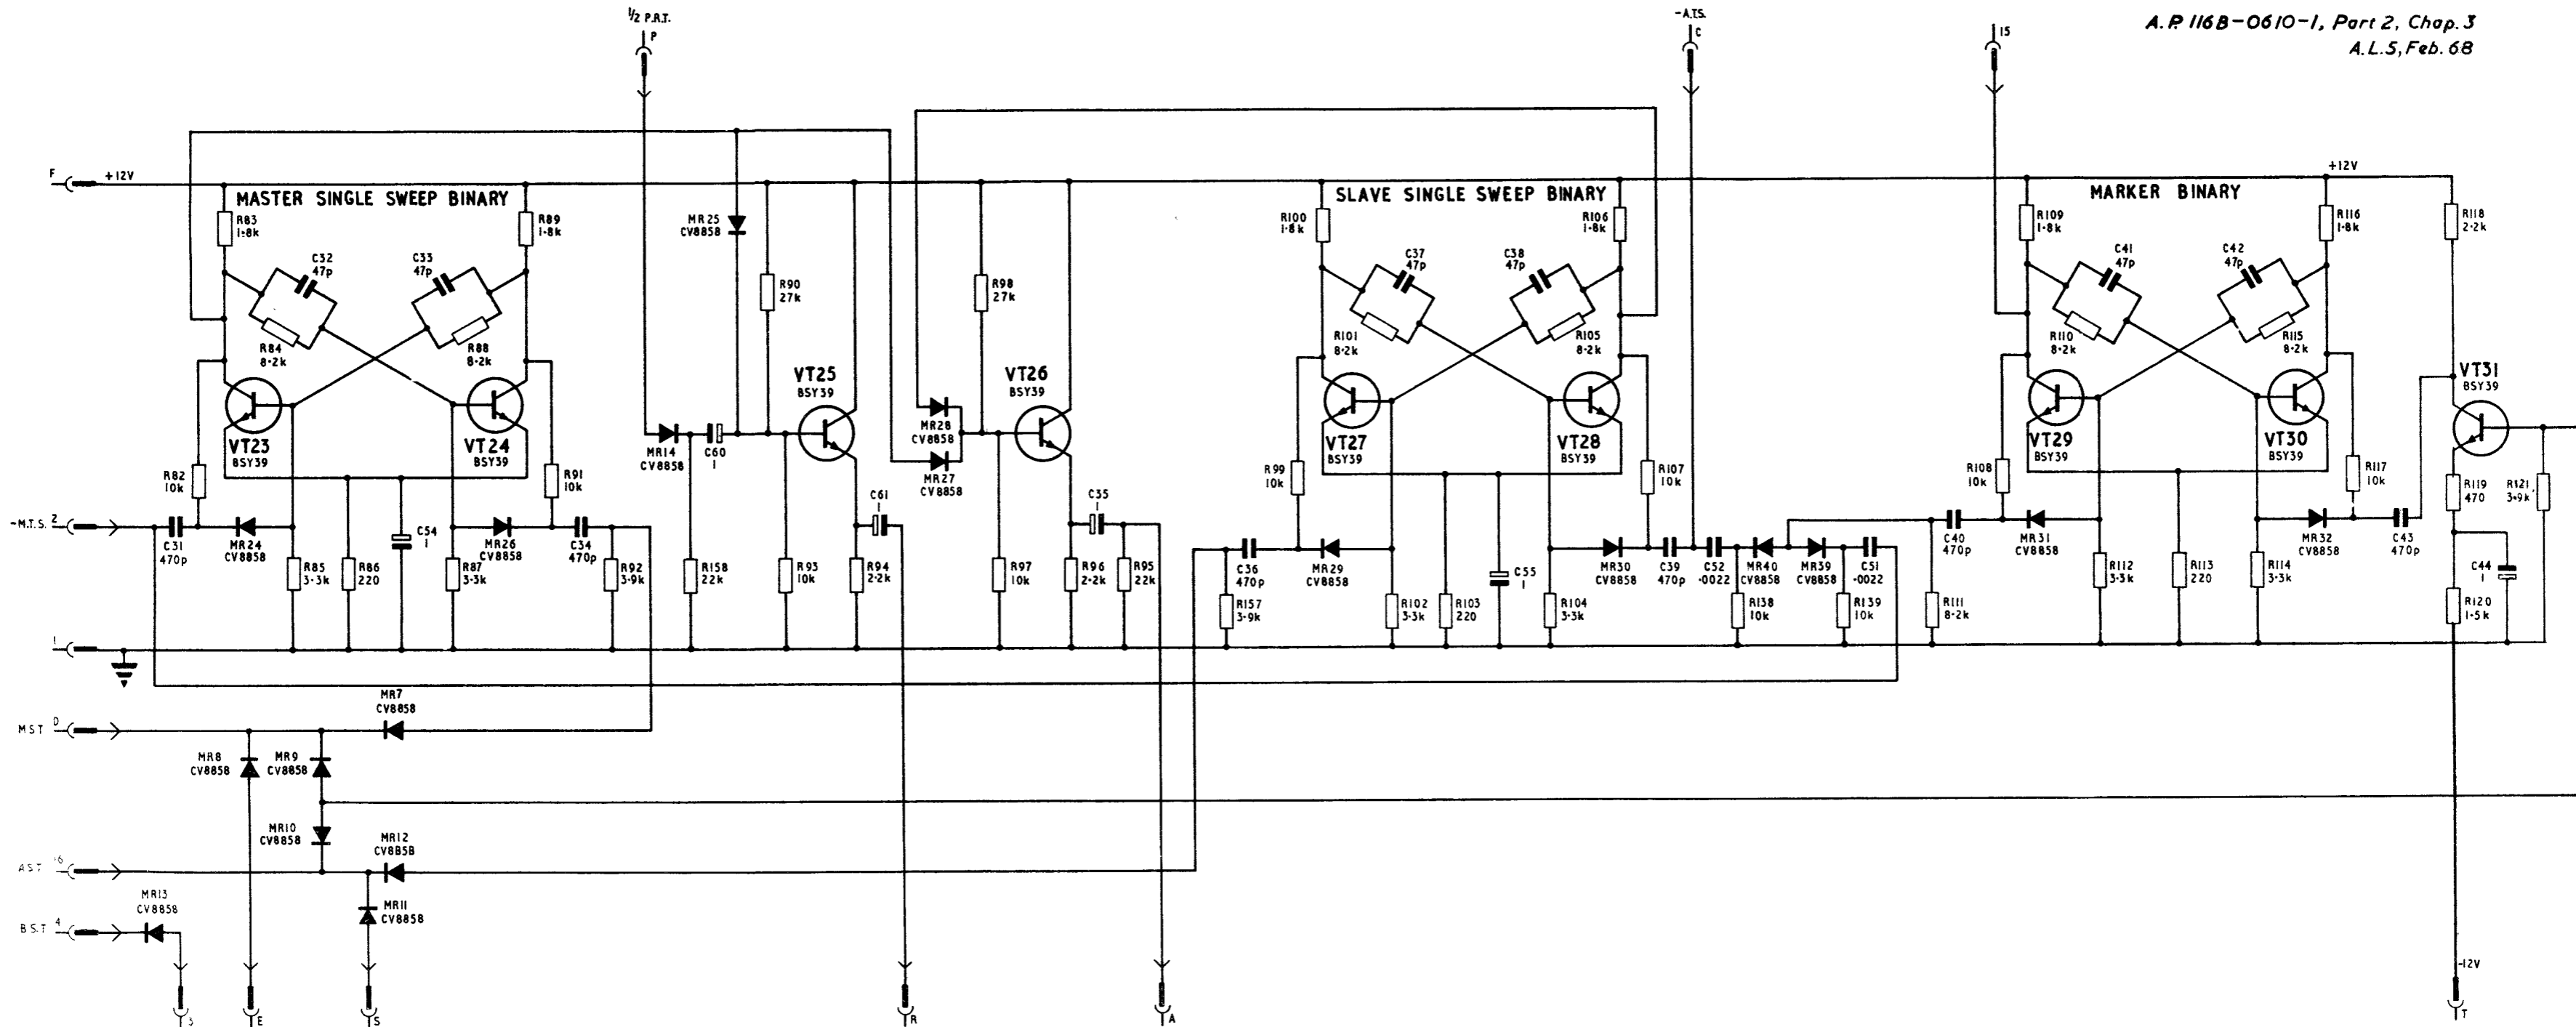 1/2 P.R.T.
P
-A.T.S.
C
15
A.P. 116B-0610-1, Part 2, Chap. 3
A.L.5, Feb. 68
F
+12V
+12V
MASTER SINGLE SWEEP BINARY
SLAVE SINGLE SWEEP BINARY
MARKER BINARY
R83
1·8k
R89
1·8k
MR25
CV8858
R100
1·8k
R106
1·8k
R109
1·8k
R116
1·8k
R118
2·2k
C32
47p
C33
47p
C37
47p
C38
47p
C41
47p
C42
47p
R90
27k
R98
27k
R84
8·2k
R88
8·2k
R101
8·2k
R105
8·2k
R110
8·2k
R115
8·2k
VT25
BSY39
VT26
BSY39
VT31
BSY39
VT23
BSY39
VT24
BSY39
MR28
CV8858
VT27
BSY39
VT28
BSY39
VT29
BSY39
VT30
BSY39
MR14
CV8858
C60
1
MR27
CV8858
R82
10k
R91
10k
R99
10k
R107
10k
R108
10k
R117
10k
R119
470
R121
3·9k
C61
1
C35
1
-M.T.S. 2
C31
470p
MR24
CV8858
C54
1
MR26
CV8858
C34
470p
C40
470p
MR31
CV8858
MR32
CV8858
C43
470p
R85
3·3k
R86
220
R87
3·3k
R92
3·9k
R158
22k
R93
10k
R94
2·2k
R97
10k
R96
2·2k
R95
22k
C36
470p
MR29
CV8858
C55
1
MR30
CV8858
C39
470p
C52
·0022
MR40
CV8858
MR39
CV8858
C51
·0022
C44
1
R157
3·9k
R102
3·3k
R103
220
R104
3·3k
R138
10k
R139
10k
R111
8·2k
R112
3·3k
R113
220
R114
3·3k
R120
1·5k
1
MR7
CV8858
M.S.T D
MR8
CV8858
MR9
CV8858
MR10
CV8858
MR12
CV8B5B
A.S.T 16
MR13
CV8858
MR11
CV8858
B.S.T 4
-12V
3
E
S
R
A
T